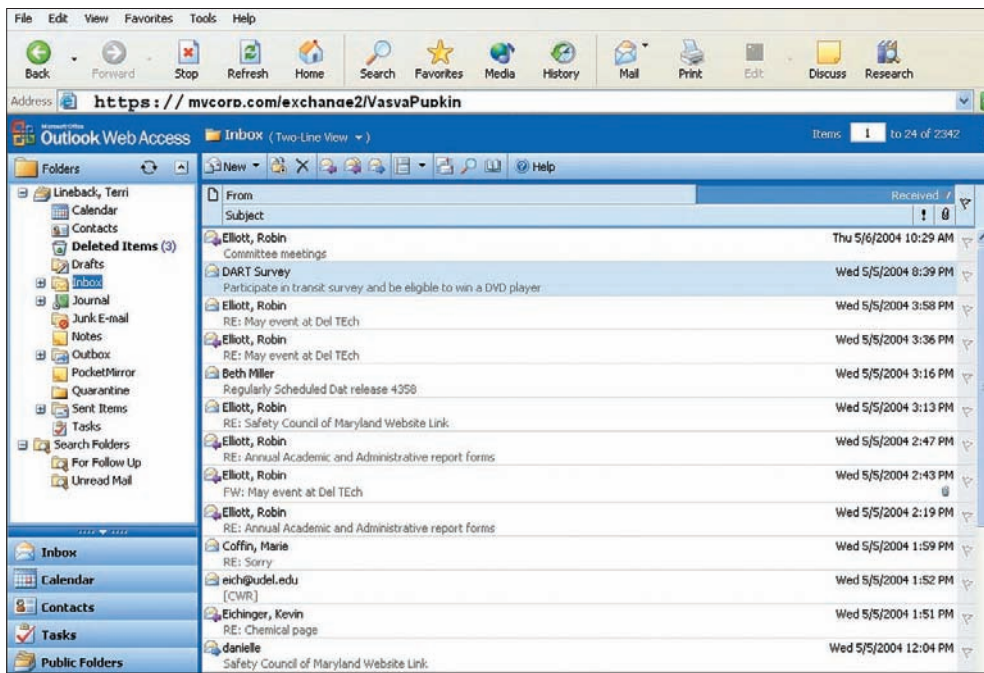 File Edit View Favorites Tools Help
Back Forward Stop Refresh Home Search Favorites Media History Mail Print Edit Discuss Research
Address https://mycorp.com/exchange2/VasyaPupkin
Microsoft Office
Outlook Web Access Inbox (Two-Line View) Items 1 to 24 of 2342
Folders New Help
Lineback, Terri
Calendar
Contacts
Deleted Items (3)
Drafts
Inbox
Journal
Junk E-mail
Notes
Outbox
PocketMirror
Quarantine
Sent Items
Tasks
Search Folders
For Follow Up
Unread Mail
Inbox
Calendar
Contacts
Tasks
Public Folders
From Received
Subject
Elliott, Robin Thu 5/6/2004 10:29 AM
Committee meetings
DART Survey Wed 5/5/2004 8:39 PM
Participate in transit survey and be eligible to win a DVD player
Elliott, Robin Wed 5/5/2004 3:58 PM
RE: May event at Del TEch
Elliott, Robin Wed 5/5/2004 3:36 PM
RE: May event at Del TEch
Beth Miller Wed 5/5/2004 3:16 PM
Regularly Scheduled Dat release 4358
Elliott, Robin Wed 5/5/2004 3:13 PM
RE: Safety Council of Maryland Website Link
Elliott, Robin Wed 5/5/2004 2:47 PM
RE: Annual Academic and Administrative report forms
Elliott, Robin Wed 5/5/2004 2:43 PM
FW: May event at Del TEch
Elliott, Robin Wed 5/5/2004 2:19 PM
RE: Annual Academic and Administrative report forms
Coffin, Marie Wed 5/5/2004 1:59 PM
RE: Sorry
eich@udel.edu Wed 5/5/2004 1:52 PM
[CWR]
Eichinger, Kevin Wed 5/5/2004 1:51 PM
RE: Chemical page
danielle Wed 5/5/2004 12:04 PM
Safety Council of Maryland Website Link